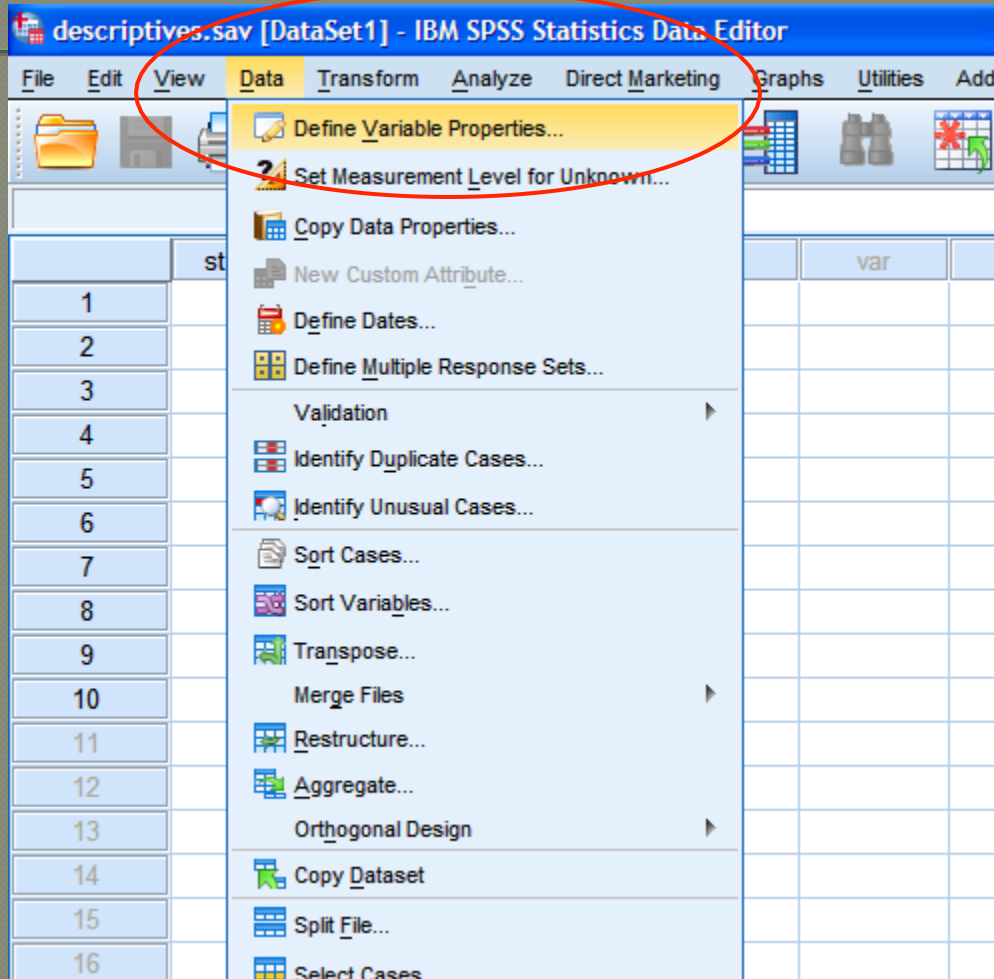 descriptives.sav [DataSet1] - IBM SPSS Statistics Data Editor
File Edit View Data Transform Analyze Direct Marketing Graphs Utilities Add
Define Variable Properties...
Set Measurement Level for Unknown...
Copy Data Properties...
st
var
New Custom Attribute...
1
Define Dates...
2
Define Multiple Response Sets...
3
Validation
4
Identify Duplicate Cases...
5
Identify Unusual Cases...
6
Sort Cases...
7
Sort Variables...
8
Transpose...
9
Merge Files
10
Restructure...
11
Aggregate...
12
Orthogonal Design
13
Copy Dataset
14
Split File...
15
Select Cases
16